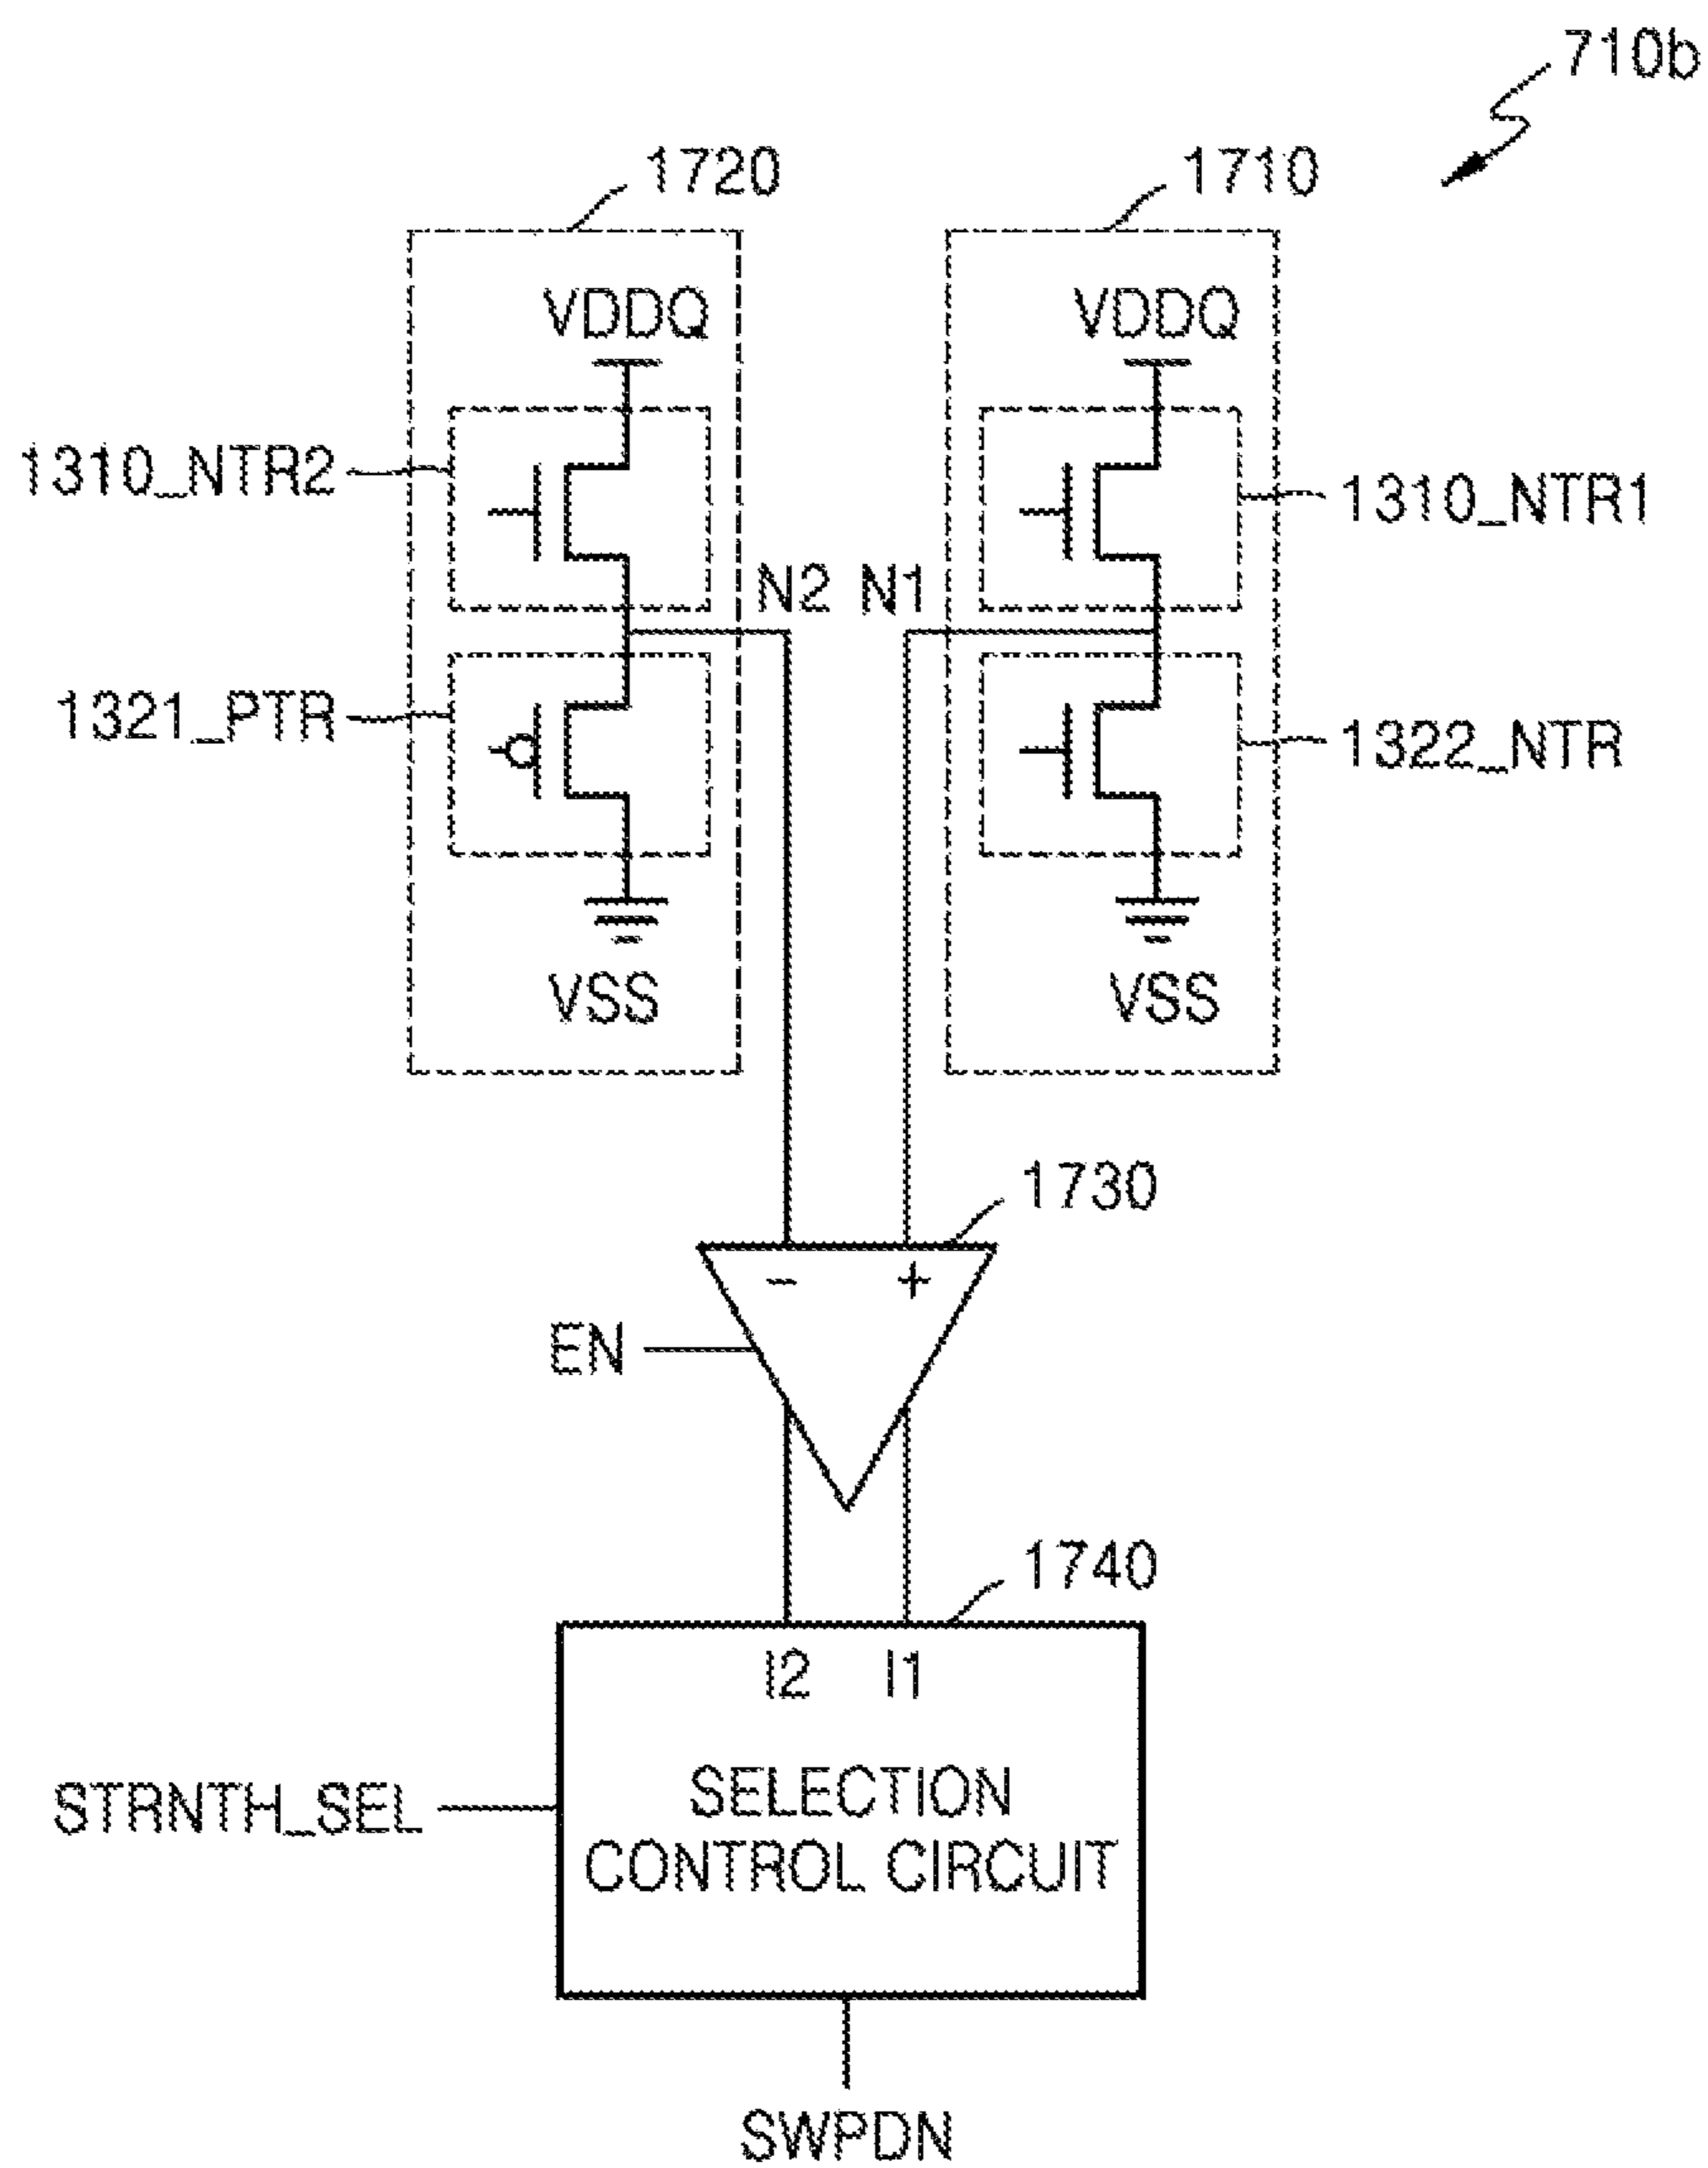 710b
1720
1710
VDDQ
VDDQ
1310_NTR2
1310_NTR1
N2
N1
1321_PTR
1322_NTR
VSS
VSS
1730
-
+
EN
1740
I2
I1
STRNTH_SEL
SELECTION
CONTROL CIRCUIT
SWPDN